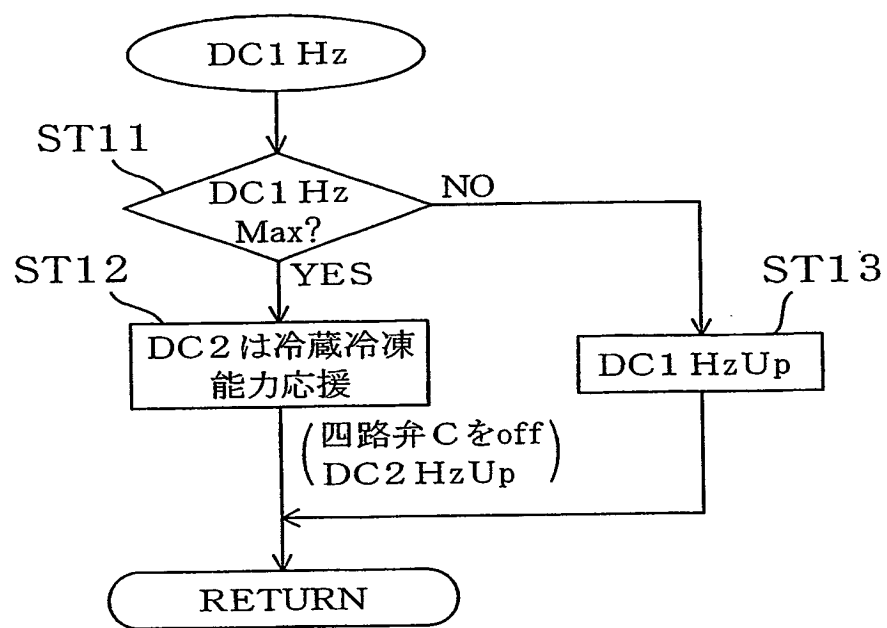 DC1 Hz
ST11
DC1 Hz
Max?
NO
YES
ST12
ST13
DC2は冷蔵冷凍
能力応援
DC1 HzUp
(四路弁Cをoff
DC2 HzUp)
RETURN